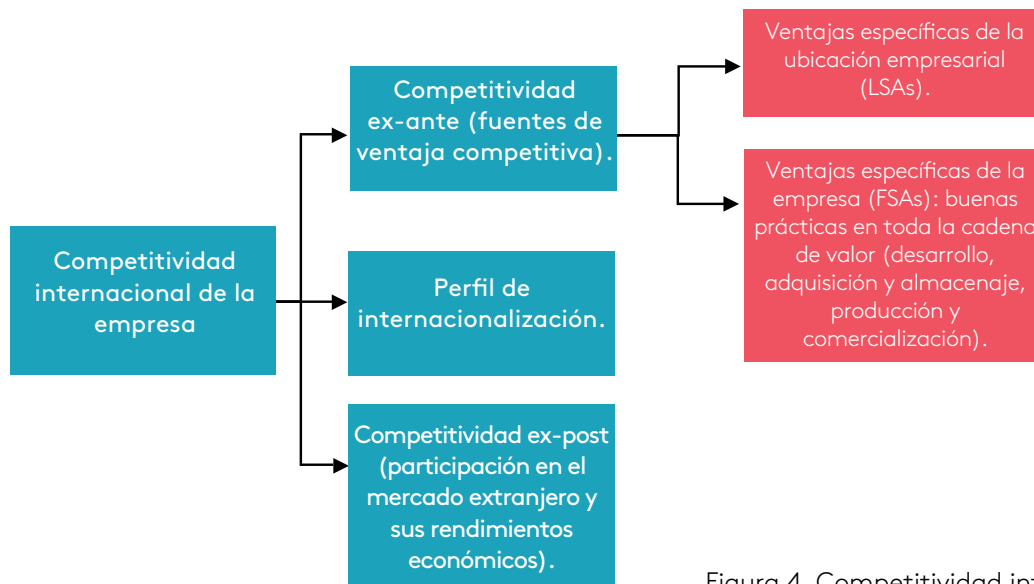 Ventajas específicas de la
ubicación empresarial
(LSAs).
Competitividad
ex-ante (fuentes de
ventaja competitiva).
Ventajas específicas de la
empresa (FSAs): buenas
prácticas en toda la cadena
de valor (desarrollo,
adquisición y almacenaje,
producción y
comercialización).
Competitividad
internacional de la
empresa
Perfil de
internacionalización.
Competitividad ex-post
(participación en el
mercado extranjero y
sus rendimientos
económicos).
Figura 4. Competitividad